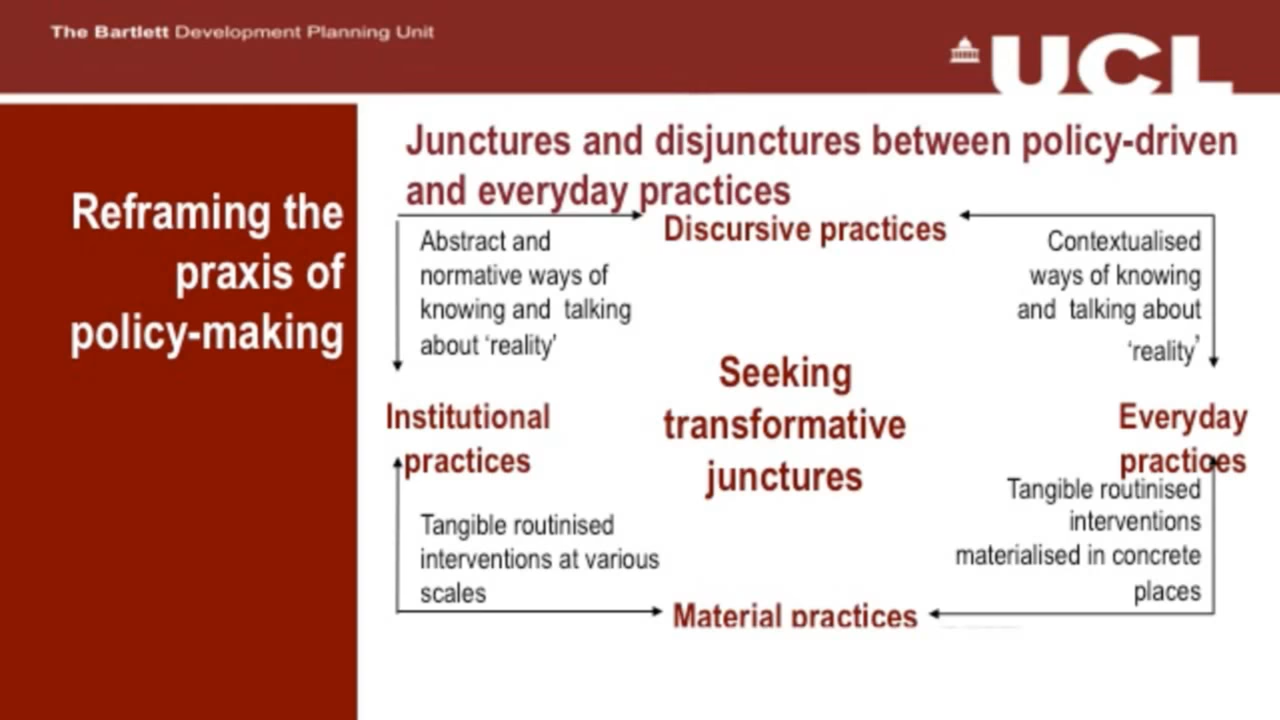 The Bartlett Development Planning Unit
UCL
Reframing the
praxis of
policy-making
Junctures and disjunctures between policy-driven
and everyday practices
Discursive practices
Abstract and
normative ways of
knowing and talking
about ‘reality’
Contextualised
ways of knowing
and talking about
‘reality’
Seeking
transformative
junctures
Institutional
practices
Everyday
practices
Tangible routinised
interventions at various
scales
Tangible routinised
interventions
materialised in concrete
places
Material practices